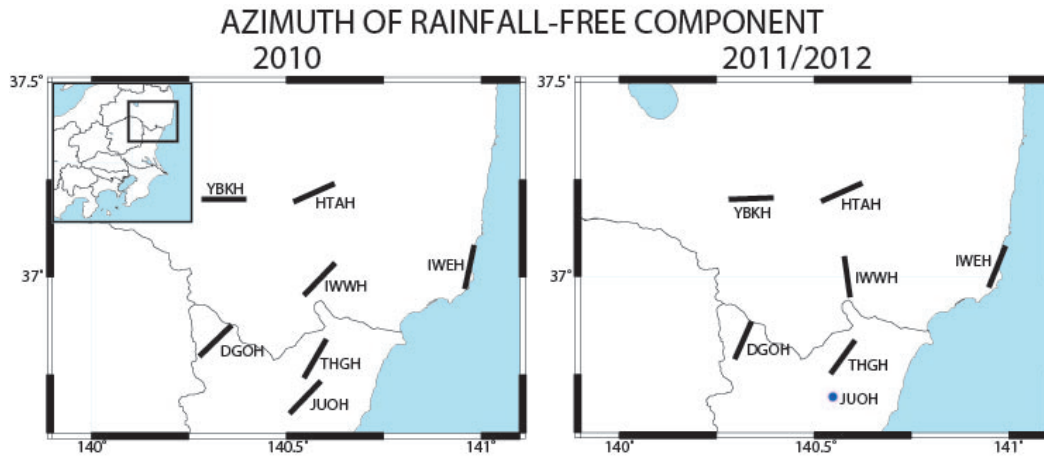 AZIMUTH OF RAINFALL-FREE COMPONENT
2010
2011/2012
37.5°
37°
140°
140.5°
141°
YBKH
HTAH
IWEH
IWWH
DGOH
THGH
JUOH
37.5°
37°
140°
140.5°
141°
YBKH
HTAH
IWEH
IWWH
DGOH
THGH
JUOH